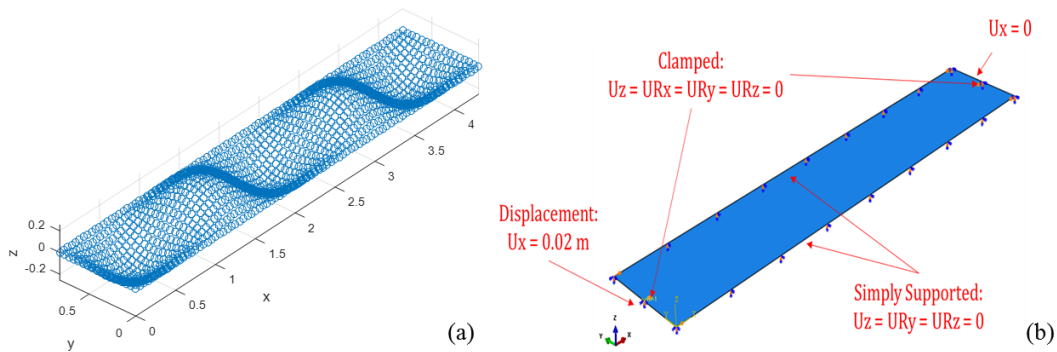 0.2
0
-0.2
z
0.5
0
y
0
0.5
1
1.5
2
2.5
3
3.5
4
x
(a)
Ux = 0
Clamped:
Uz = URx = URy = URz = 0
Displacement:
Ux = 0.02 m
Simply Supported:
Uz = URy = URz = 0
Z
Y
X
(b)